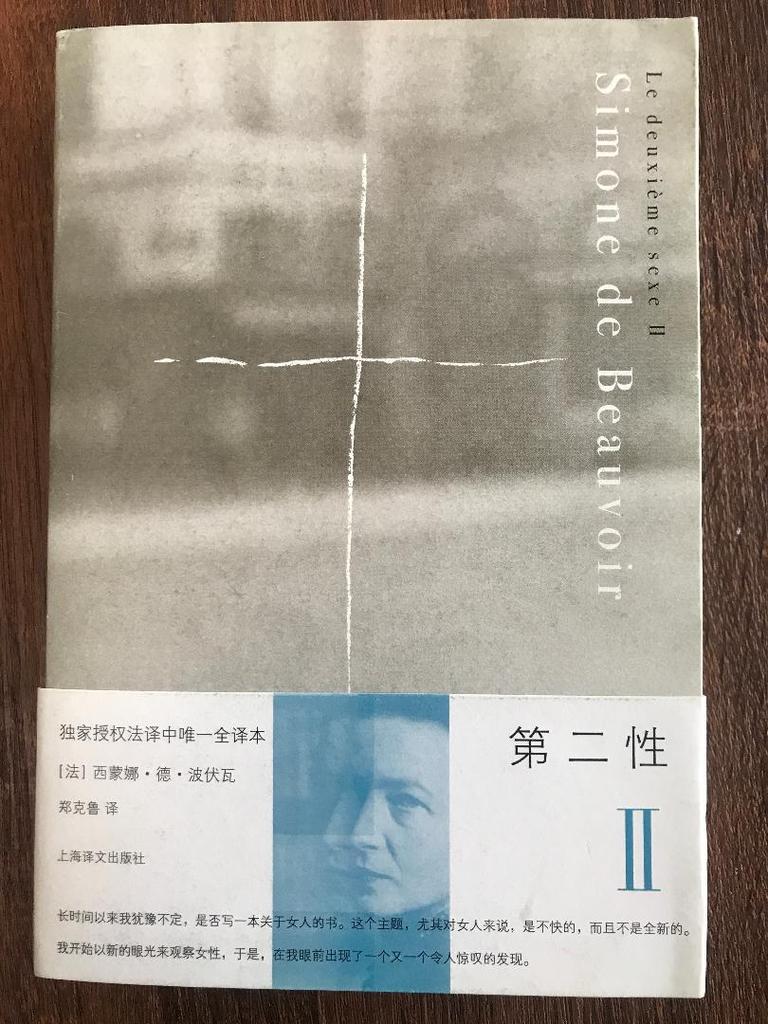 Le deuxième sexe II
Simone de Beauvoir
独家授权法译中唯一全译本
[法] 西蒙娜·德·波伏瓦
郑克鲁 译
上海译文出版社
第二性
II
长时间以来我犹豫不定，是否写一本关于女人的书。这个主题，尤其对女人来说，是不快的，而且不是全新的。
我开始以新的眼光来观察女性，于是，在我眼前出现了一个又一个令人惊叹的发现。